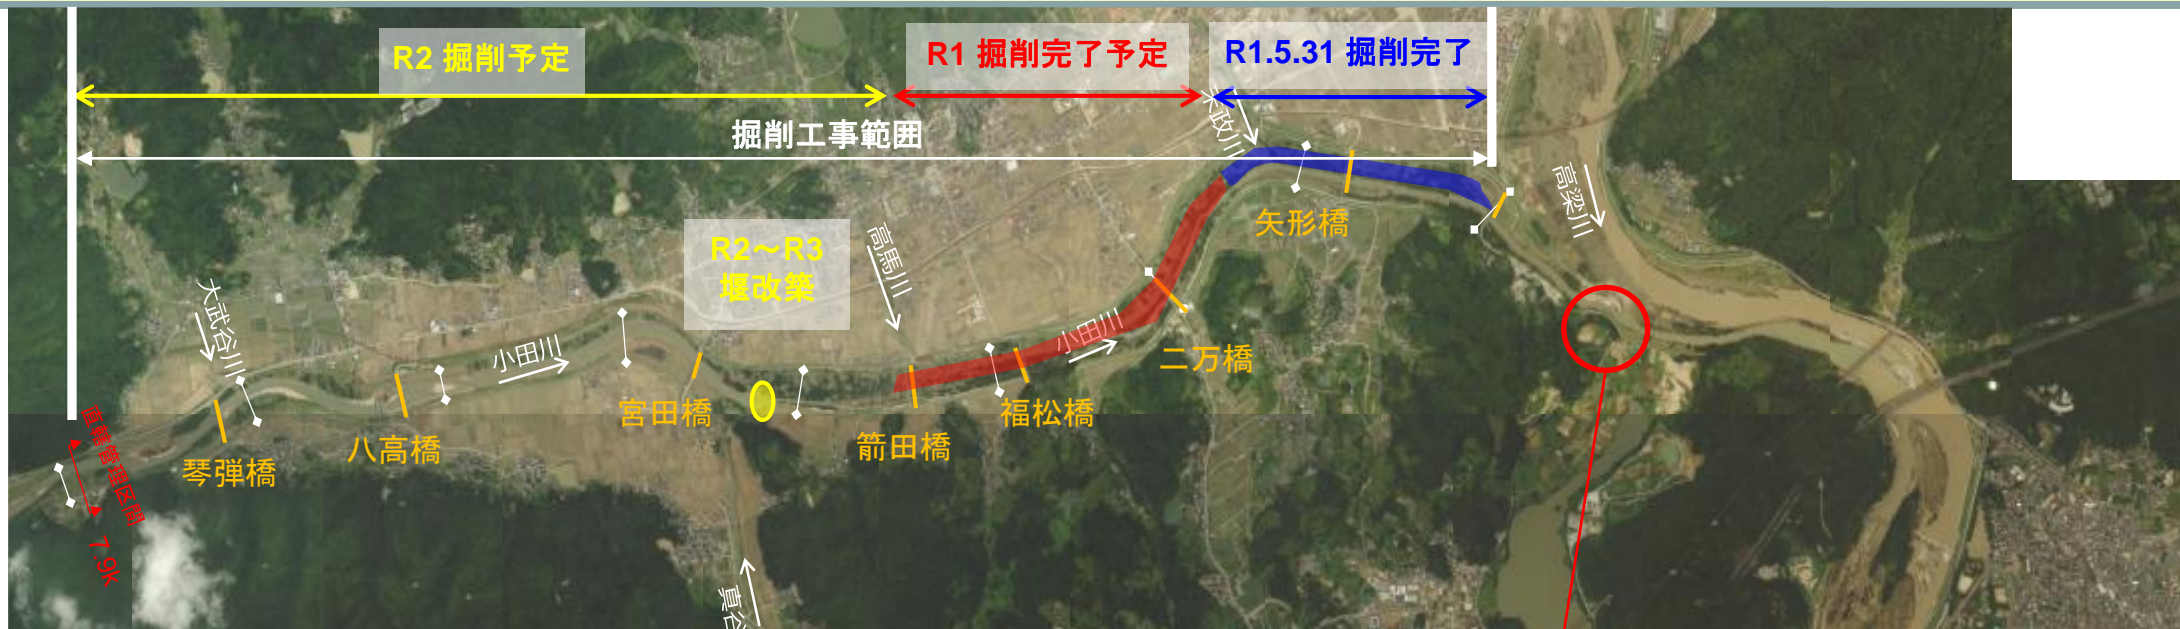 R2 掘削予定
R1 掘削完了予定
R1.5.31 掘削完了
掘削工事範囲
末政川
高梁川
矢形橋
R2～R3
堰改築
高馬川
大武谷川
小田川
小田川
二万橋
宮田橋
福松橋
八高橋
箭田橋
琴弾橋
直轄管理区間 7.9k
真谷